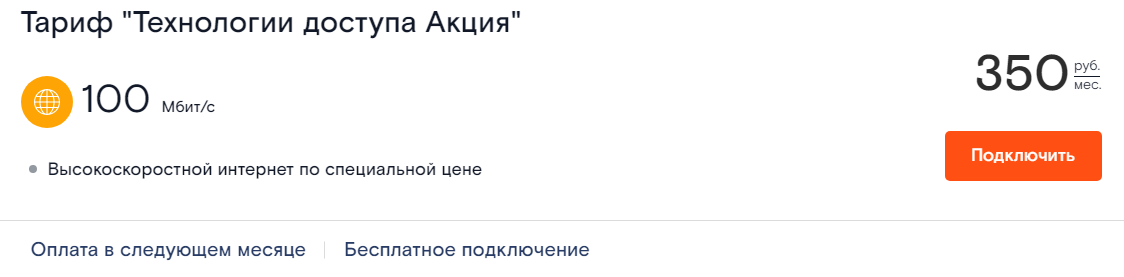 Тариф "Технологии доступа Акция"
100 Мбит/с
350 руб.
мес.
Высокоскоростной интернет по специальной цене
Подключить
Оплата в следующем месяце
Бесплатное подключение